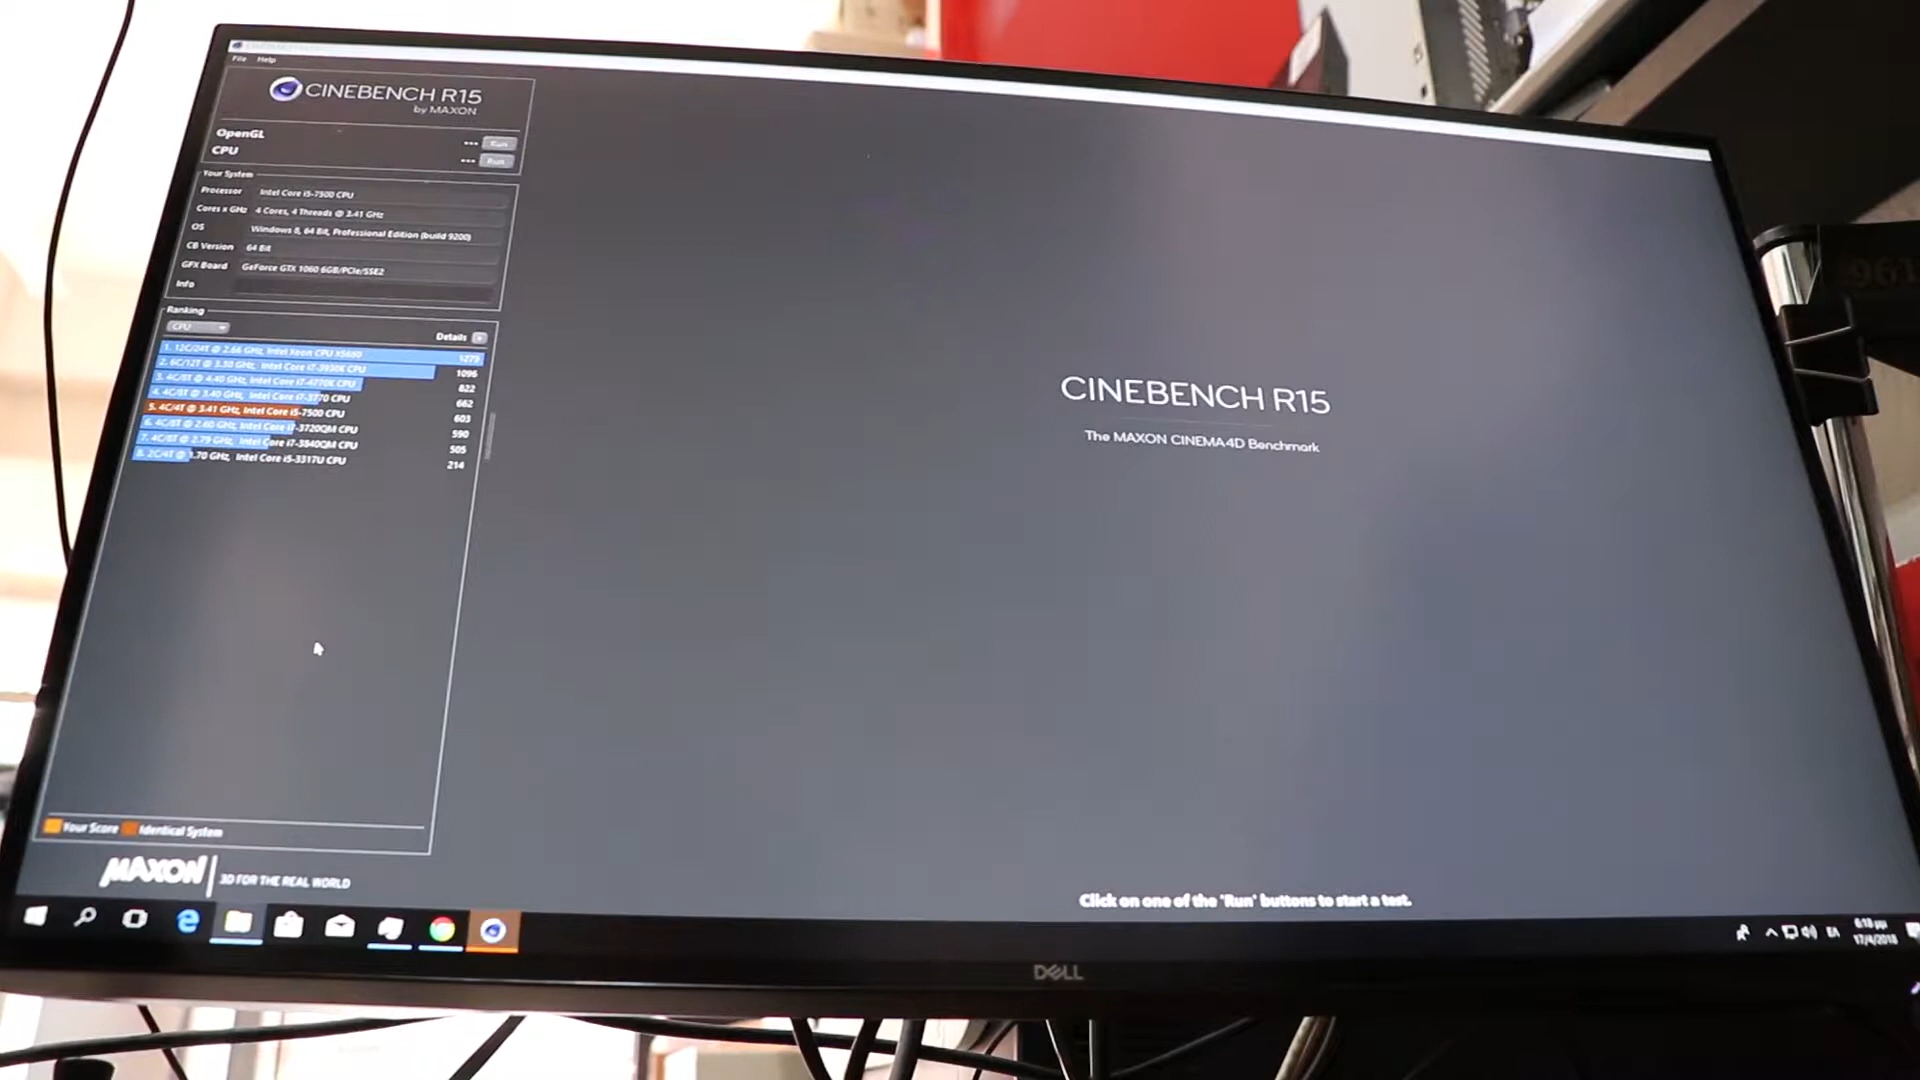 File Help
CINEBENCH R15
by MAXON
OpenGL ... Run
CPU ... Run
Your System
Processor Intel Core i5-7500 CPU
Cores x GHz 4 Cores, 4 Threads @ 3.41 GHz
OS Windows 8, 64 Bit, Professional Edition (build 9200)
CB Version 64 Bit
GFX Board GeForce GTX 1060 6GB/PCIe/SSE2
Info
Ranking
CPU Details
1. 12C/24T @ 2.66 GHz, Intel Xeon CPU X5650 1279
2. 6C/12T @ 3.30 GHz, Intel Core i7-3930K CPU 1096
3. 4C/8T @ 4.40 GHz, Intel Core i7-4770K CPU 822
4. 4C/8T @ 3.40 GHz, Intel Core i7-3770 CPU 662
5. 4C/4T @ 3.41 GHz, Intel Core i5-7500 CPU 603
6. 4C/8T @ 2.60 GHz, Intel Core i7-3720QM CPU 590
7. 4C/8T @ 2.79 GHz, Intel Core i7-3840QM CPU 505
8. 2C/4T @ 1.70 GHz, Intel Core i5-3317U CPU 214
CINEBENCH R15
The MAXON CINEMA4D Benchmark
Your Score Identical System
MAXON 3D FOR THE REAL WORLD
Click on one of the 'Run' buttons to start a test.
ΕΛ
6:18 μμ
17/4/2018
DELL